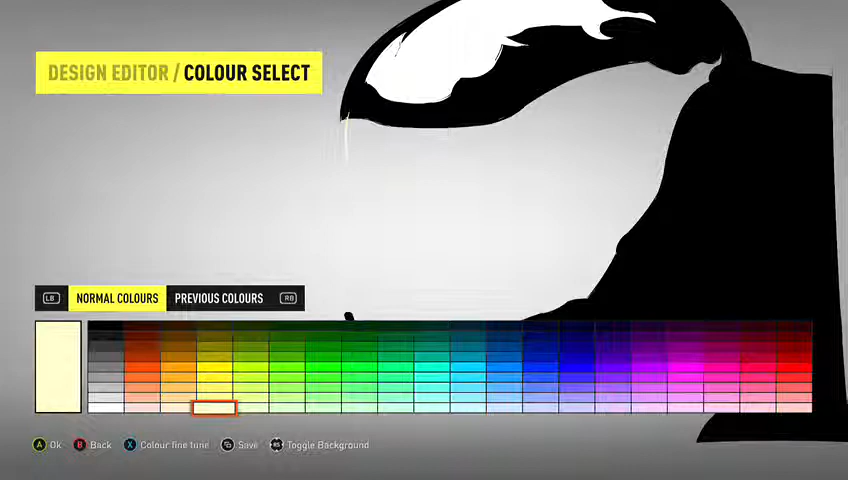 DESIGN EDITOR / COLOUR SELECT
LB NORMAL COLOURS PREVIOUS COLOURS RB
A Ok B Back X Colour fine tune Save RS Toggle Background